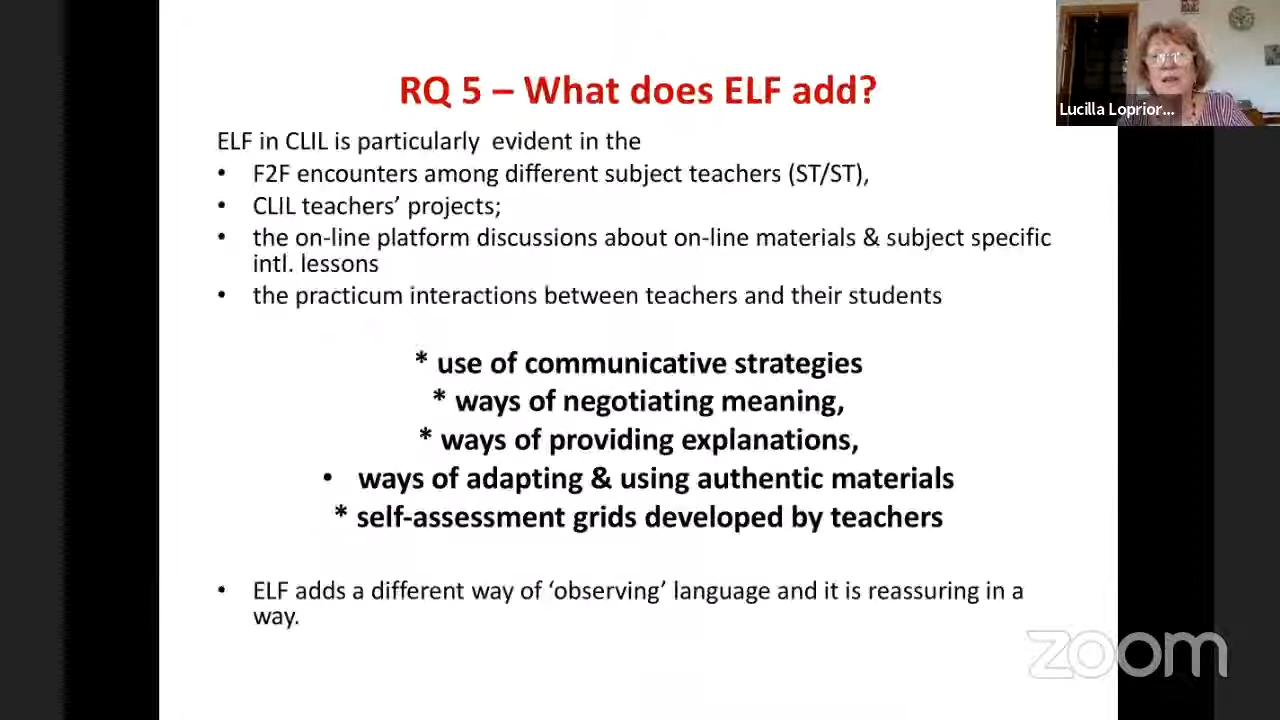 RQ 5 – What does ELF add?
Lucilla Loprior...
ELF in CLIL is particularly evident in the
• F2F encounters among different subject teachers (ST/ST),
• CLIL teachers’ projects;
• the on-line platform discussions about on-line materials & subject specific
intl. lessons
• the practicum interactions between teachers and their students
* use of communicative strategies
* ways of negotiating meaning,
* ways of providing explanations,
• ways of adapting & using authentic materials
* self-assessment grids developed by teachers
• ELF adds a different way of ‘observing’ language and it is reassuring in a
way.
zoom